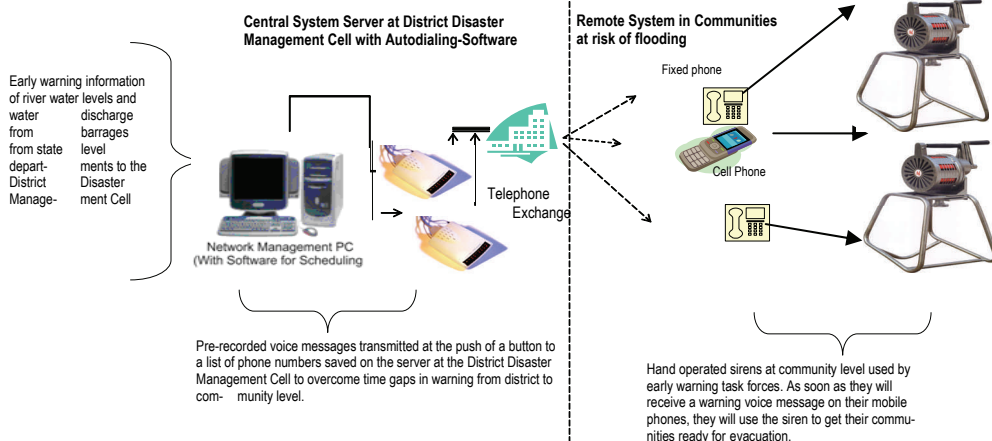 Central System Server at District Disaster
Management Cell with Autodialing-Software
Remote System in Communities
at risk of flooding
Early warning information
of river water levels and
water discharge
from barrages
from state level
depart- ments to the
District Disaster
Manage- ment Cell
Network Management PC
(With Software for Scheduling
Telephone
Exchange
Fixed phone
Cell Phone
Pre-recorded voice messages transmitted at the push of a button to
a list of phone numbers saved on the server at the District Disaster
Management Cell to overcome time gaps in warning from district to
com- munity level.
Hand operated sirens at community level used by
early warning task forces. As soon as they will
receive a warning voice message on their mobile
phones, they will use the siren to get their commu-
nities ready for evacuation.